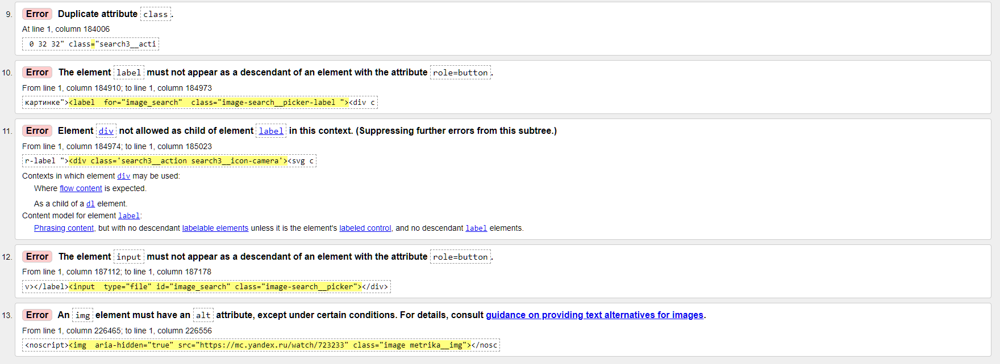 9. Error Duplicate attribute class.
At line 1, column 184006
0 32 32" class="search3__acti
10. Error The element label must not appear as a descendant of an element with the attribute role=button.
From line 1, column 184910; to line 1, column 184973
картинке"><label  for="image_search"  class="image-search__picker-label "><div c
11. Error Element div not allowed as child of element label in this context. (Suppressing further errors from this subtree.)
From line 1, column 184974; to line 1, column 185023
r-label "><div class='search3__action search3__icon-camera'><svg c
Contexts in which element div may be used:
Where flow content is expected.
As a child of a dl element.
Content model for element label:
Phrasing content, but with no descendant labelable elements unless it is the element's labeled control, and no descendant label elements.
12. Error The element input must not appear as a descendant of an element with the attribute role=button.
From line 1, column 187112; to line 1, column 187178
v></label><input  type="file" id="image_search" class="image-search__picker"></div>
13. Error An img element must have an alt attribute, except under certain conditions. For details, consult guidance on providing text alternatives for images.
From line 1, column 226465; to line 1, column 226556
<noscript><img  aria-hidden="true" src="https://mc.yandex.ru/watch/723233" class="image metrika__img"></nosc